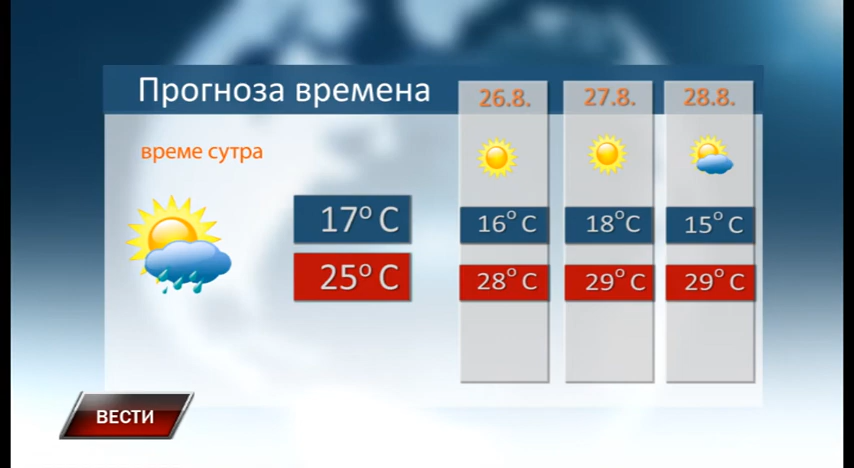 Прогноза времена
26.8.
27.8.
28.8.
време сутра
17° C
16° C
18°C
15° C
25° C
28° C
29° C
29° C
ВЕСТИ